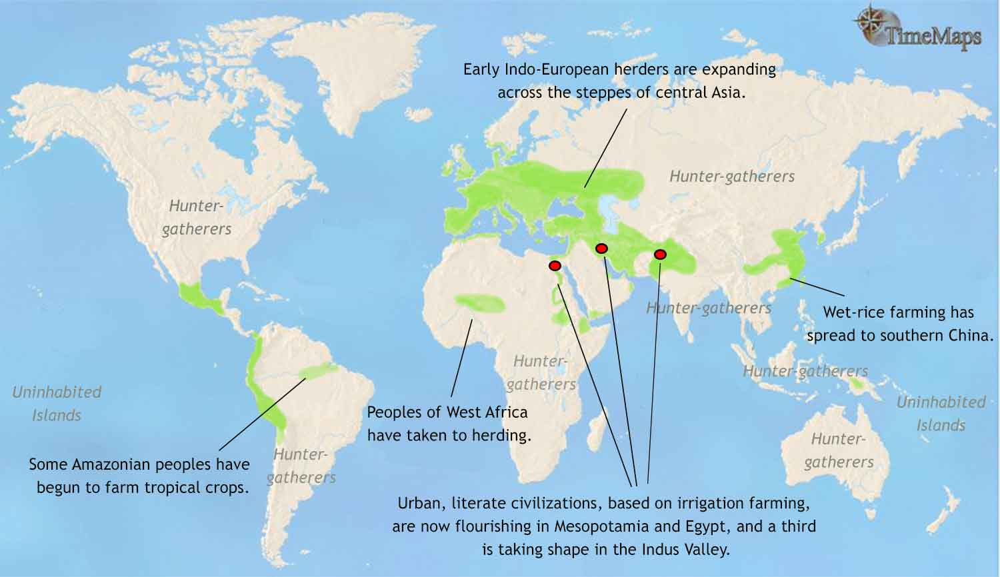 TimeMaps
Early Indo-European herders are expanding
across the steppes of central Asia.
Hunter-gatherers
Hunter-
gatherers
Hunter-gatherers
Wet-rice farming has
spread to southern China.
Hunter-
gatherers
Hunter-gatherers
Uninhabited
Islands
Uninhabited
Islands
Peoples of West Africa
have taken to herding.
Hunter-
gatherers
Some Amazonian peoples have
begun to farm tropical crops.
Hunter-
gatherers
Urban, literate civilizations, based on irrigation farming,
are now flourishing in Mesopotamia and Egypt, and a third
is taking shape in the Indus Valley.